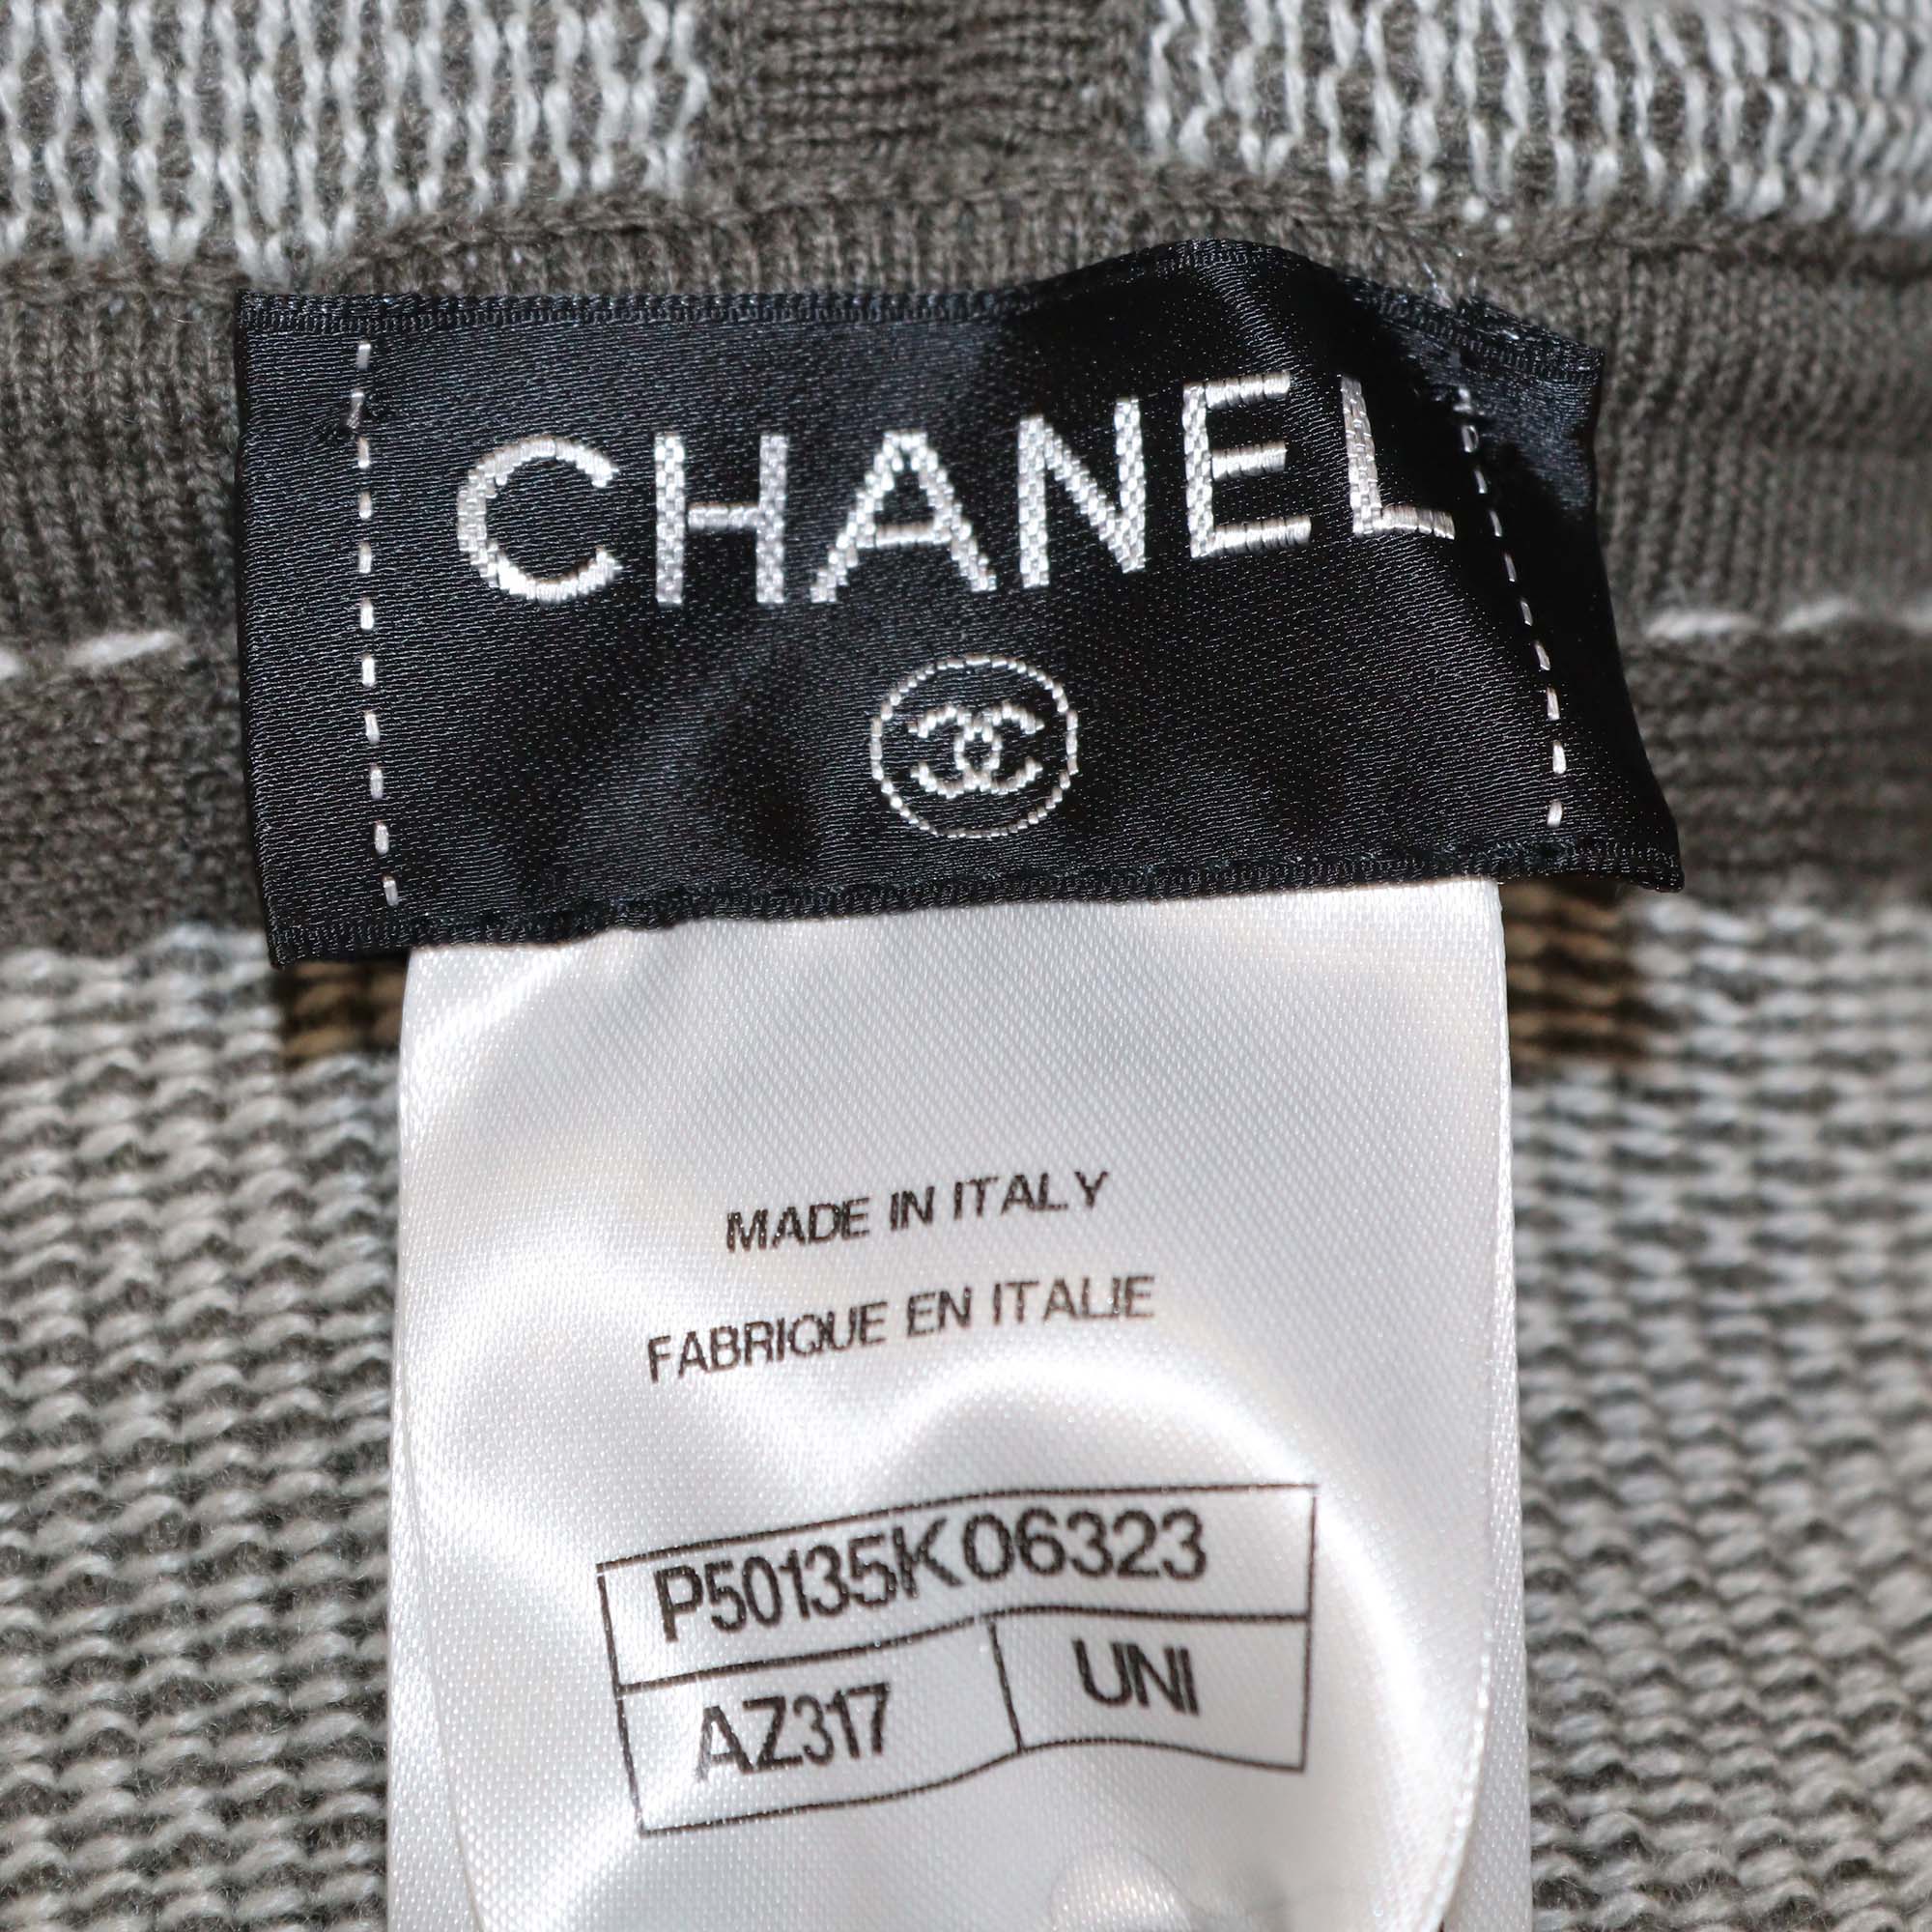 CHANEL
MADE IN ITALY
FABRIQUE EN ITALIE
P50135K06323
AZ317 UNI